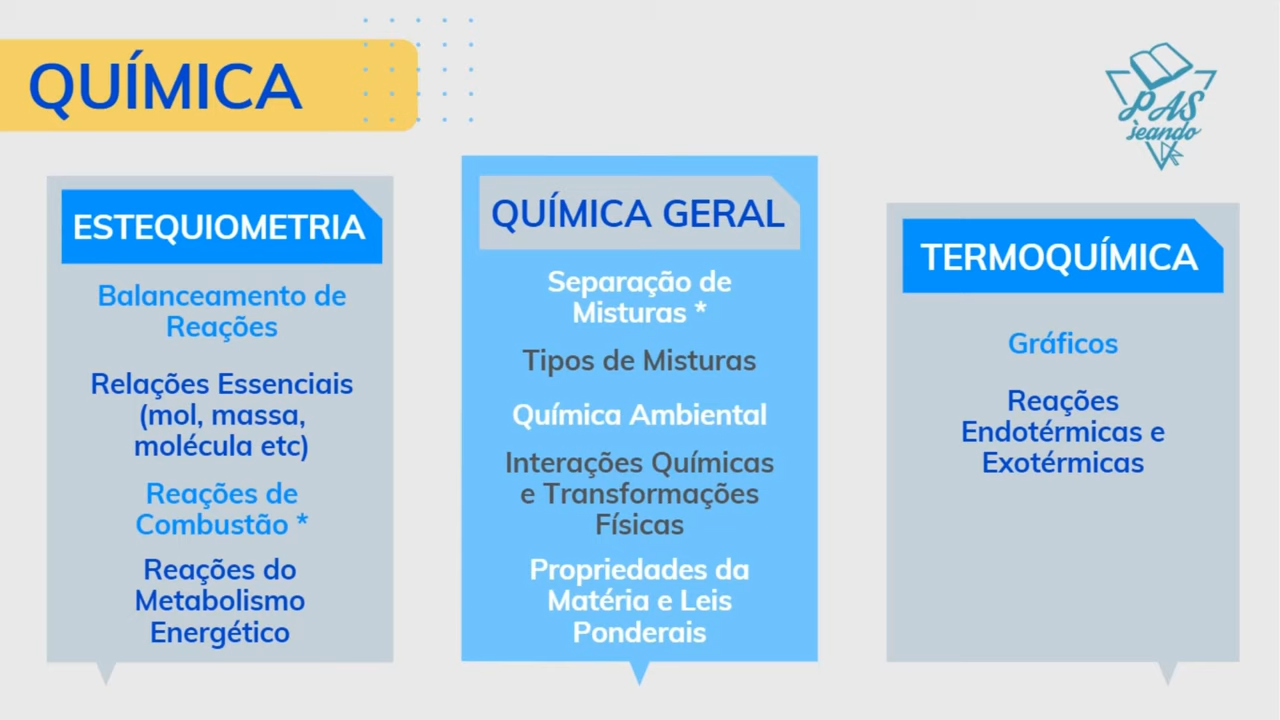 QUÍMICA
PAS
seando
ESTEQUIOMETRIA
Balanceamento de
Reações
Relações Essenciais
(mol, massa,
molécula etc)
Reações de
Combustão *
Reações do
Metabolismo
Energético
QUÍMICA GERAL
Separação de
Misturas *
Tipos de Misturas
Química Ambiental
Interações Químicas
e Transformações
Físicas
Propriedades da
Matéria e Leis
Ponderais
TERMOQUÍMICA
Gráficos
Reações
Endotérmicas e
Exotérmicas